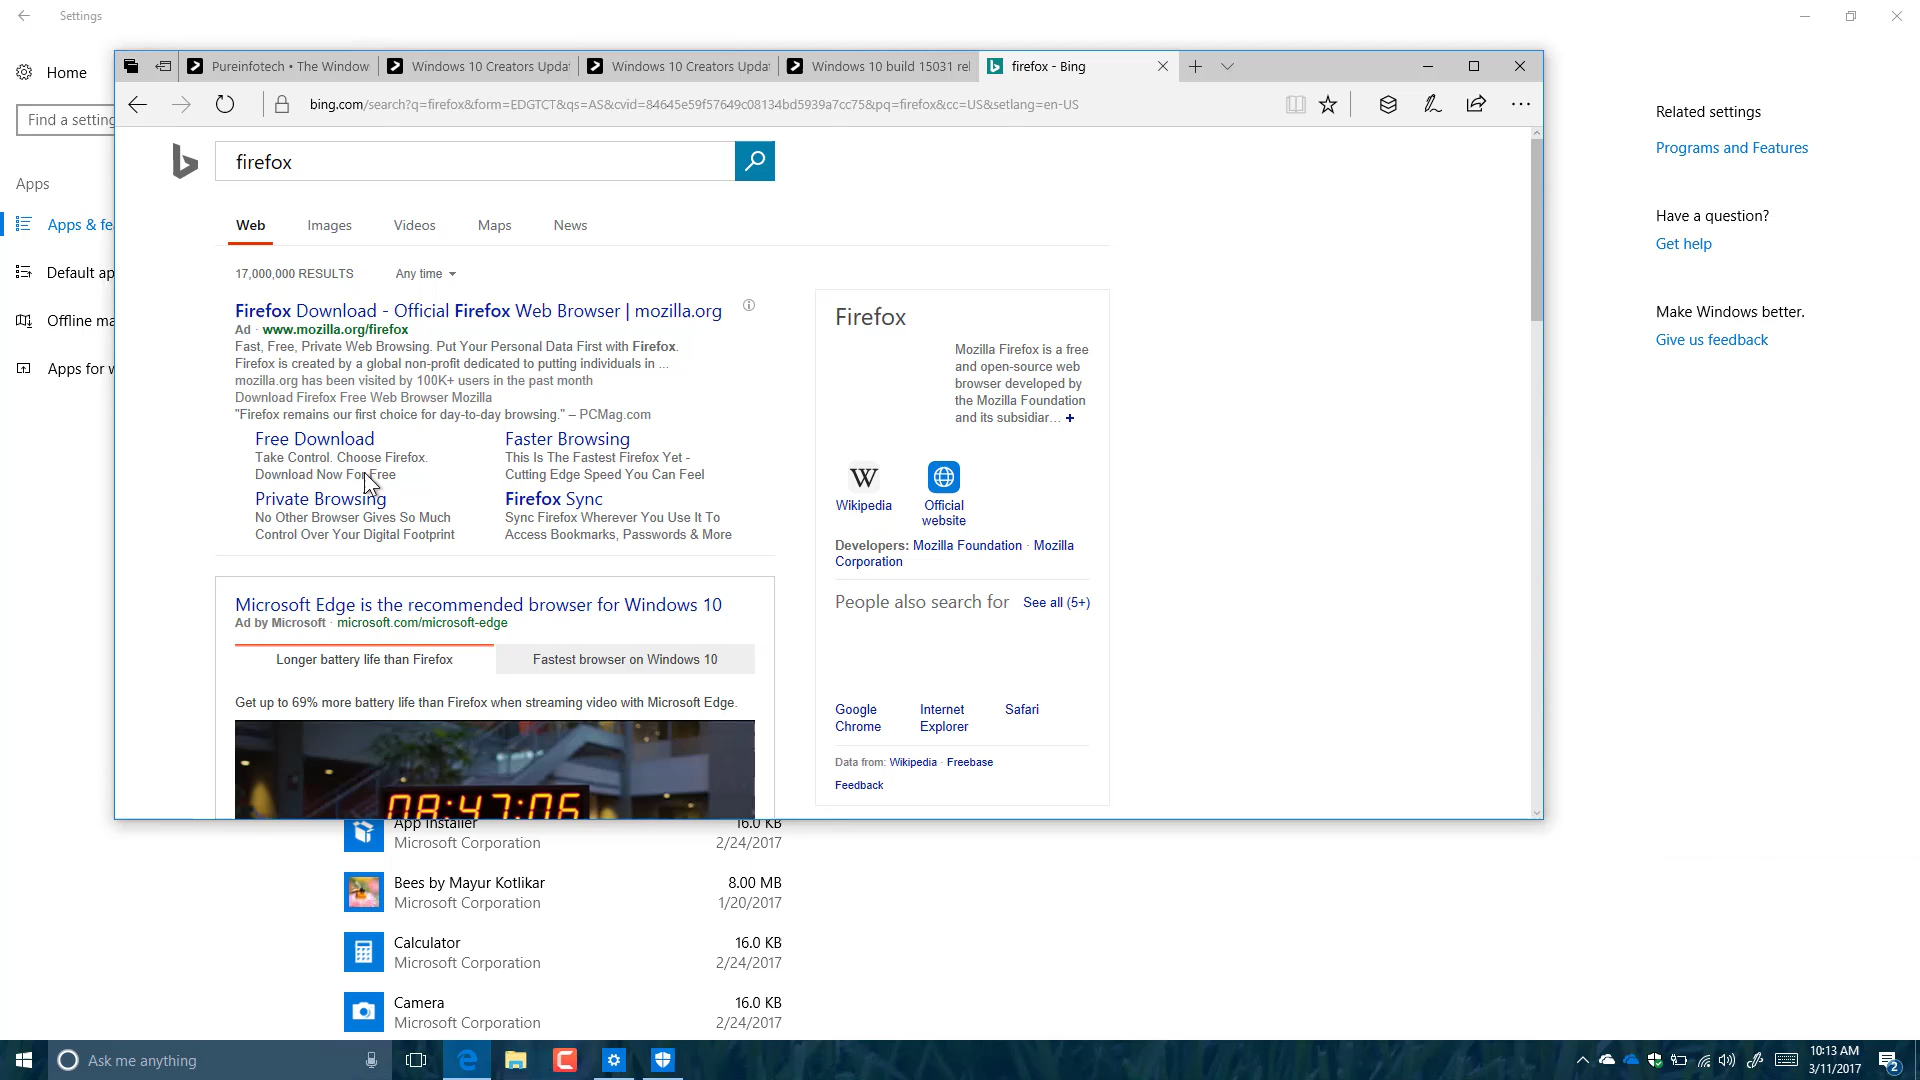 Settings
Home
Find a setting
Apps
Apps & fe
Default ap
Offline ma
Apps for w
Pureinfotech • The Window
Windows 10 Creators Updat
Windows 10 Creators Updat
Windows 10 build 15031 rel
firefox - Bing
bing.com/search?q=firefox&form=EDGTCT&qs=AS&cvid=84645e59f57649c08134bd5939a7cc75&pq=firefox&cc=US&setlang=en-US
firefox
Web
Images
Videos
Maps
News
17,000,000 RESULTS
Any time
Firefox Download - Official Firefox Web Browser | mozilla.org
Ad · www.mozilla.org/firefox
Fast, Free, Private Web Browsing. Put Your Personal Data First with Firefox.
Firefox is created by a global non-profit dedicated to putting individuals in ...
mozilla.org has been visited by 100K+ users in the past month
Download Firefox Free Web Browser Mozilla
"Firefox remains our first choice for day-to-day browsing." – PCMag.com
Free Download
Take Control. Choose Firefox.
Download Now For Free
Faster Browsing
This Is The Fastest Firefox Yet -
Cutting Edge Speed You Can Feel
Private Browsing
No Other Browser Gives So Much
Control Over Your Digital Footprint
Firefox Sync
Sync Firefox Wherever You Use It To
Access Bookmarks, Passwords & More
Microsoft Edge is the recommended browser for Windows 10
Ad by Microsoft · microsoft.com/microsoft-edge
Longer battery life than Firefox
Fastest browser on Windows 10
Get up to 69% more battery life than Firefox when streaming video with Microsoft Edge.
08:47:06
Firefox
Mozilla Firefox is a free
and open-source web
browser developed by
the Mozilla Foundation
and its subsidiar... +
W
Wikipedia
Official
website
Developers: Mozilla Foundation · Mozilla
Corporation
People also search for
See all (5+)
Google
Chrome
Internet
Explorer
Safari
Data from: Wikipedia · Freebase
Feedback
Related settings
Programs and Features
Have a question?
Get help
Make Windows better.
Give us feedback
App Installer
16.0 KB
Microsoft Corporation
2/24/2017
Bees by Mayur Kotlikar
8.00 MB
Microsoft Corporation
1/20/2017
Calculator
16.0 KB
Microsoft Corporation
2/24/2017
Camera
16.0 KB
Microsoft Corporation
2/24/2017
Ask me anything
10:13 AM
3/11/2017
2